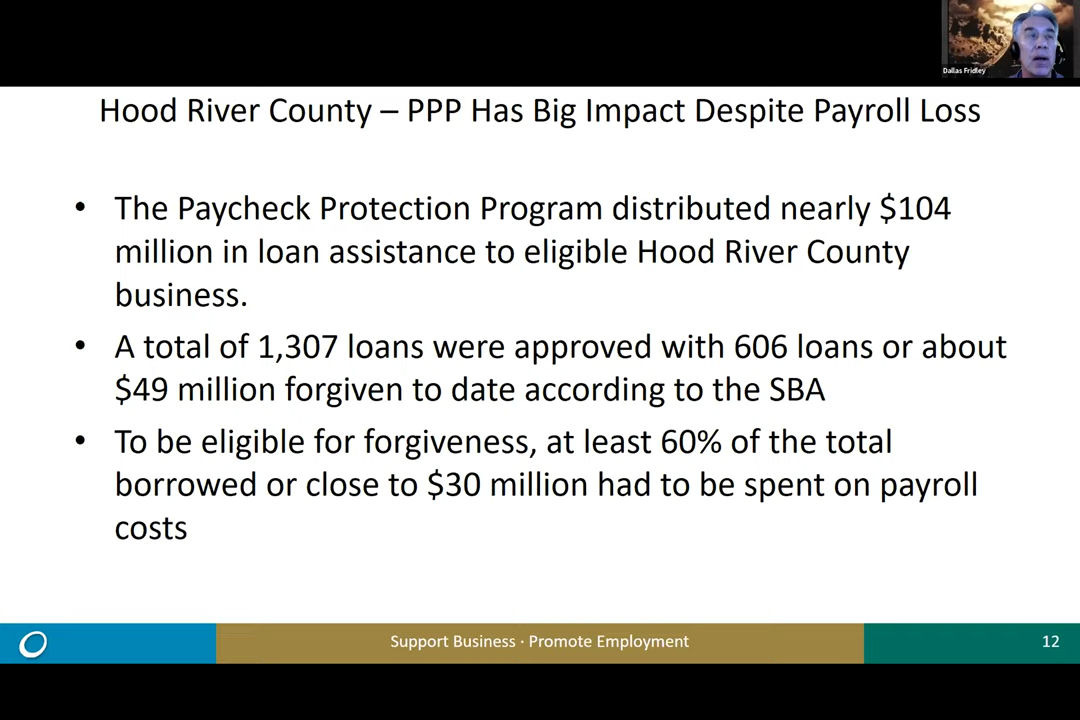 Dallas Fridley
Hood River County – PPP Has Big Impact Despite Payroll Loss
• The Paycheck Protection Program distributed nearly $104
million in loan assistance to eligible Hood River County
business.
• A total of 1,307 loans were approved with 606 loans or about
$49 million forgiven to date according to the SBA
• To be eligible for forgiveness, at least 60% of the total
borrowed or close to $30 million had to be spent on payroll
costs
Support Business · Promote Employment
12